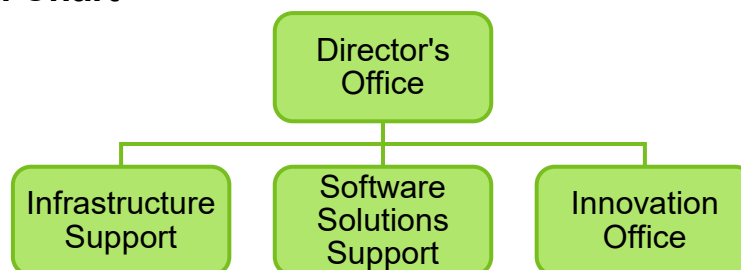 Director's
Office
Infrastructure
Support
Software
Solutions
Support
Innovation
Office